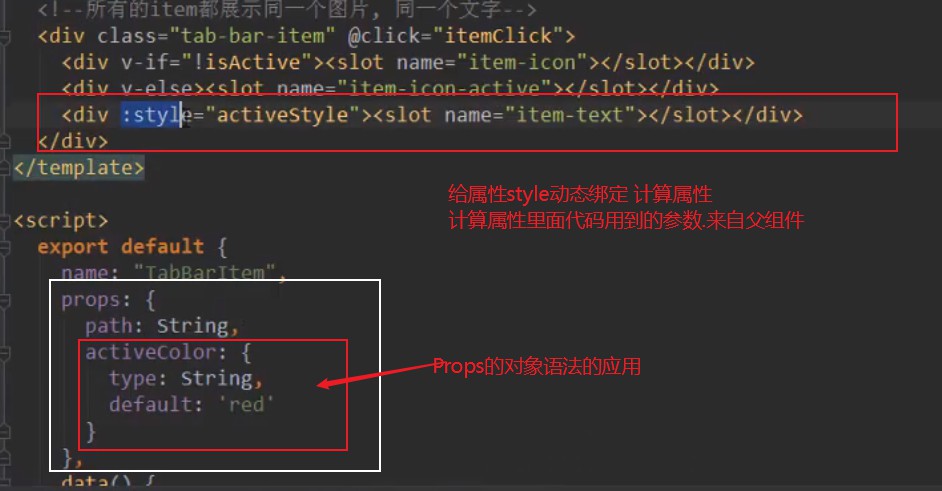 <!--所有的item都展示同一个图片, 同一个文字-->
<div class="tab-bar-item" @click="itemClick">
<div v-if="!isActive"><slot name="item-icon"></slot></div>
<div v-else><slot name="item-icon-active"></slot></div>
<div :style="activeStyle"><slot name="item-text"></slot></div>
</div>
</template>
给属性style动态绑定 计算属性
计算属性里面代码用到的参数.来自父组件
<script>
export default {
name: "TabBarItem",
props: {
path: String,
activeColor: {
Props的对象语法的应用
type: String,
default: 'red'
}
},
data() {